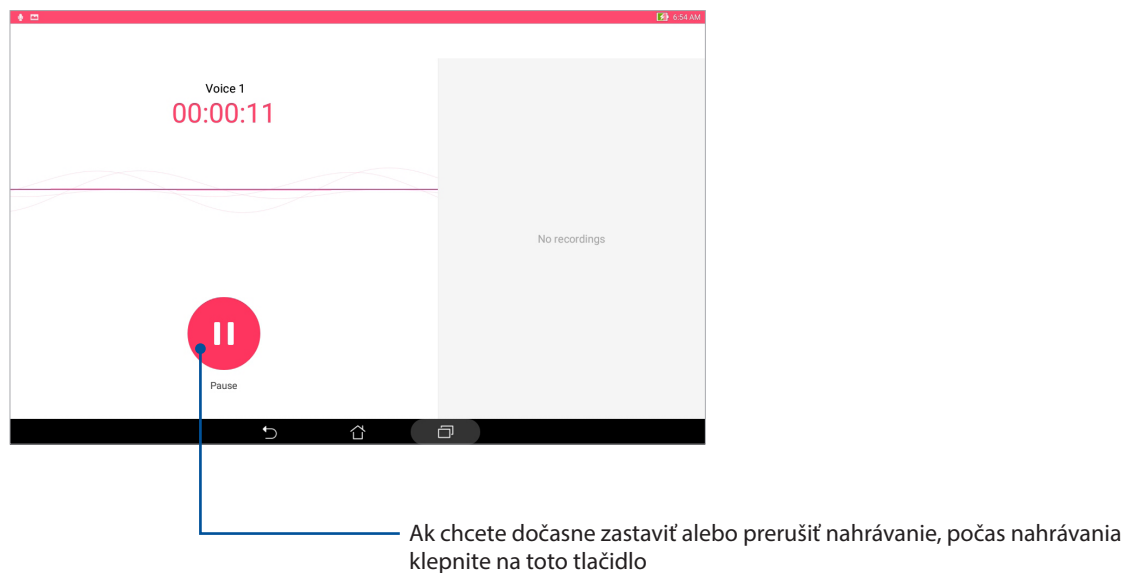 6:54 AM
Voice 1
00:00:11
No recordings
Pause
Ak chcete dočasne zastaviť alebo prerušiť nahrávanie, počas nahrávania
klepnite na toto tlačidlo